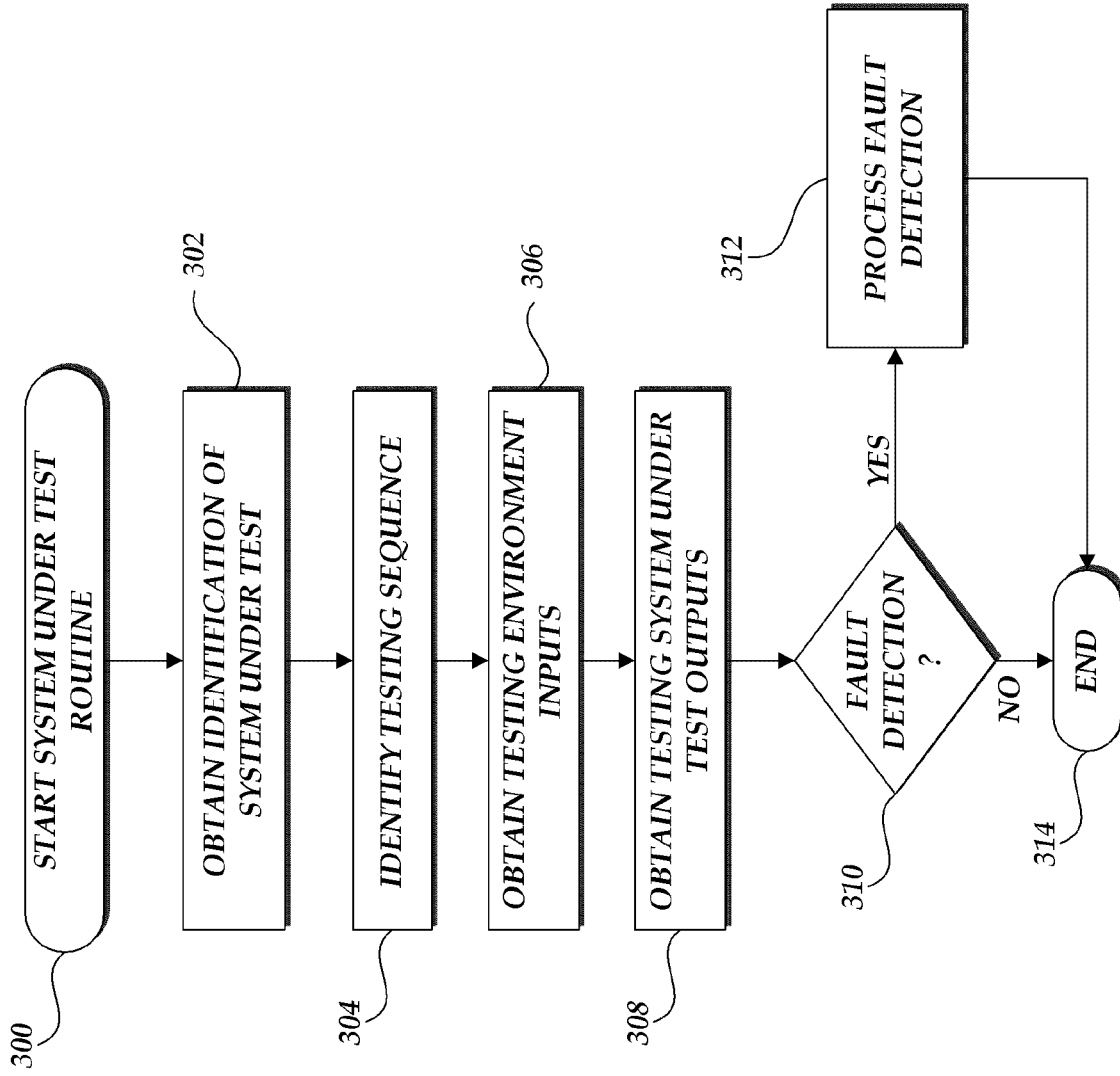 300
START SYSTEM UNDER TEST
ROUTINE
302
OBTAIN IDENTIFICATION OF
SYSTEM UNDER TEST
304
IDENTIFY TESTING SEQUENCE
306
OBTAIN TESTING ENVIRONMENT
INPUTS
308
OBTAIN TESTING SYSTEM UNDER
TEST OUTPUTS
310
FAULT
DETECTION
?
YES
NO
312
PROCESS FAULT
DETECTION
314
END